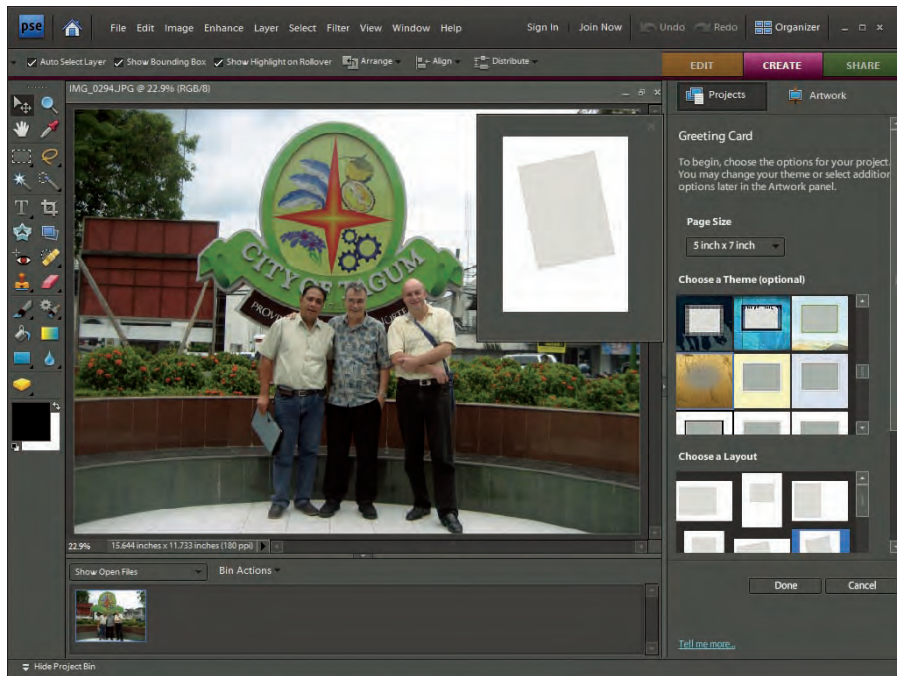 pse
File Edit Image Enhance Layer Select Filter View Window Help
Sign In Join Now Undo Redo Organizer
Auto Select Layer Show Bounding Box Show Highlight on Rollover Arrange Align Distribute
EDIT CREATE SHARE
IMG_0294.JPG @ 22.9% (RGB/8)
Projects Artwork
Greeting Card
To begin, choose the options for your project.
You may change your theme or select addition
options later in the Artwork panel.
Page Size
5 inch x 7 inch
Choose a Theme (optional)
CITY OF TAGUM
Choose a Layout
22.9% 15.644 inches x 11.733 inches (180 ppi)
Show Open Files Bin Actions
Done Cancel
Tell me more...
Hide Project Bin